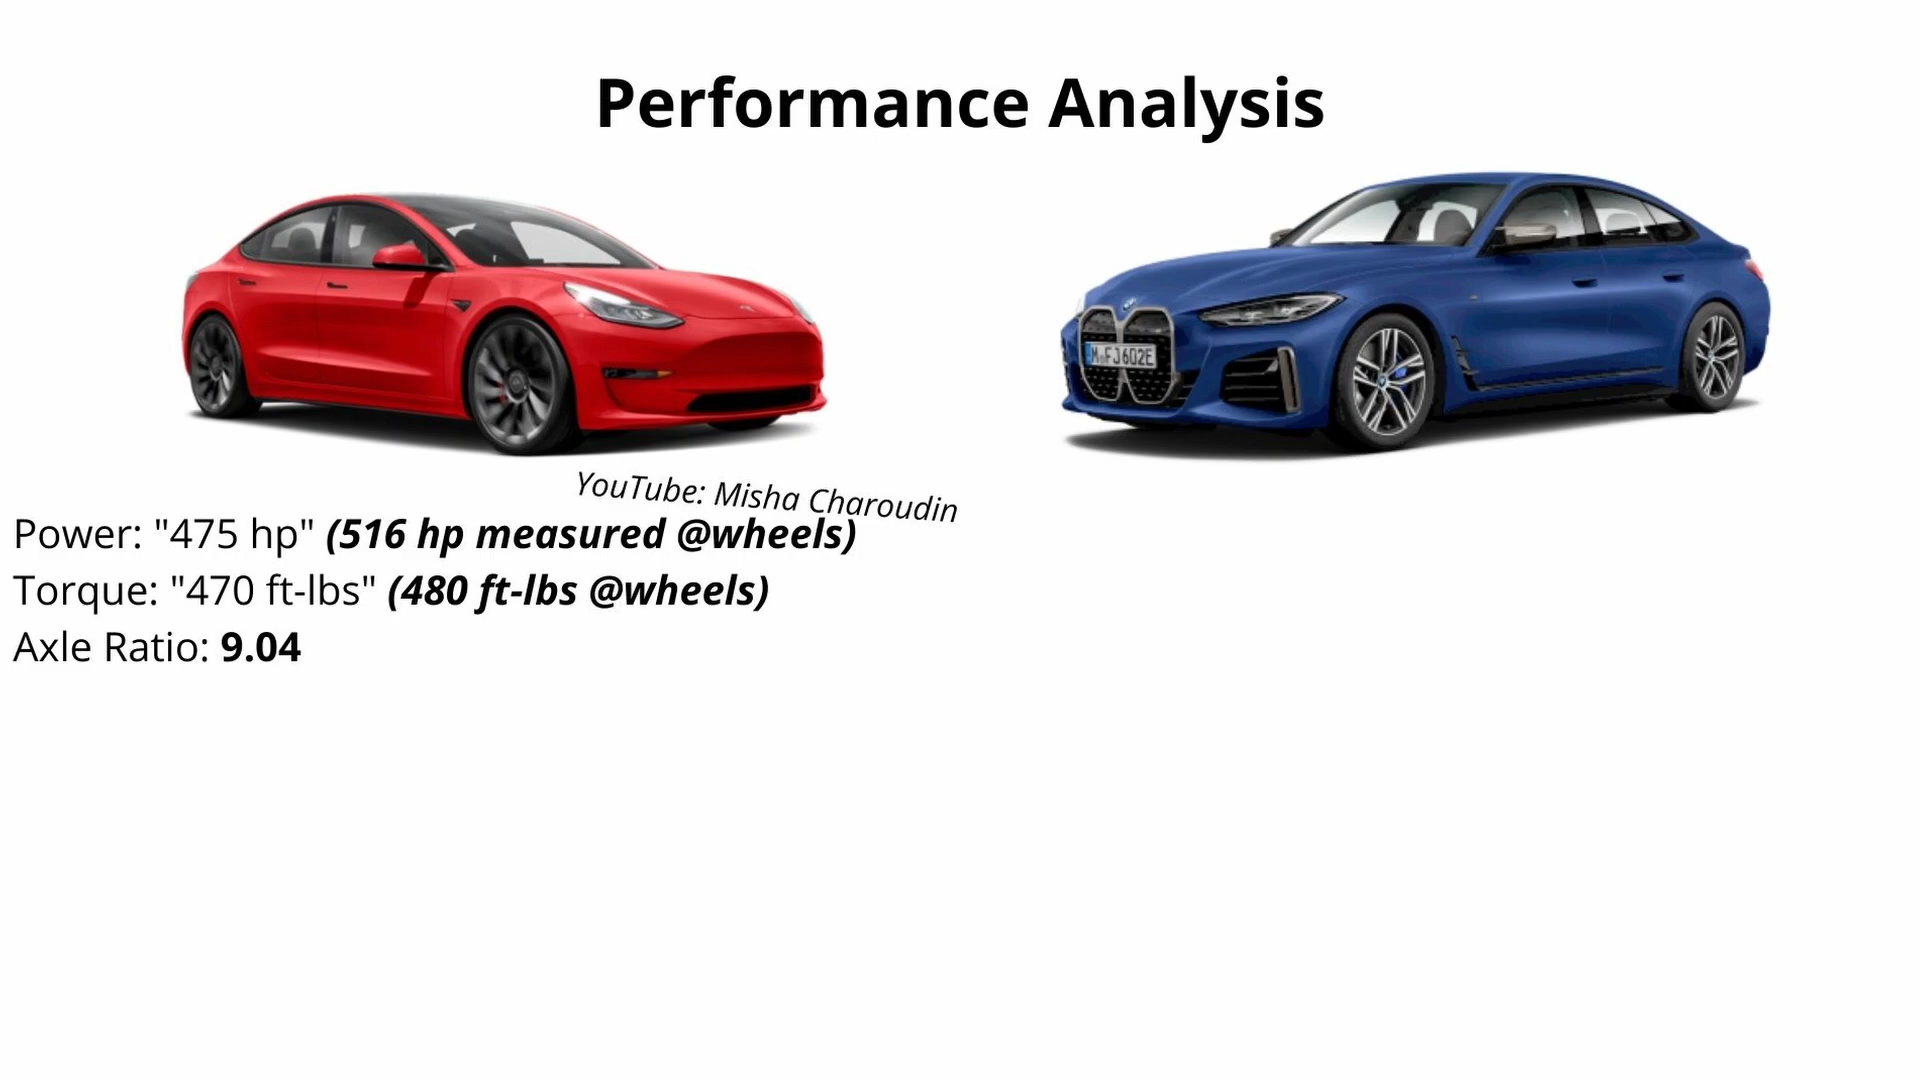 Performance Analysis
M FJ602E
YouTube: Misha Charoudin
Power: "475 hp" (516 hp measured @wheels)
Torque: "470 ft-lbs" (480 ft-lbs @wheels)
Axle Ratio: 9.04